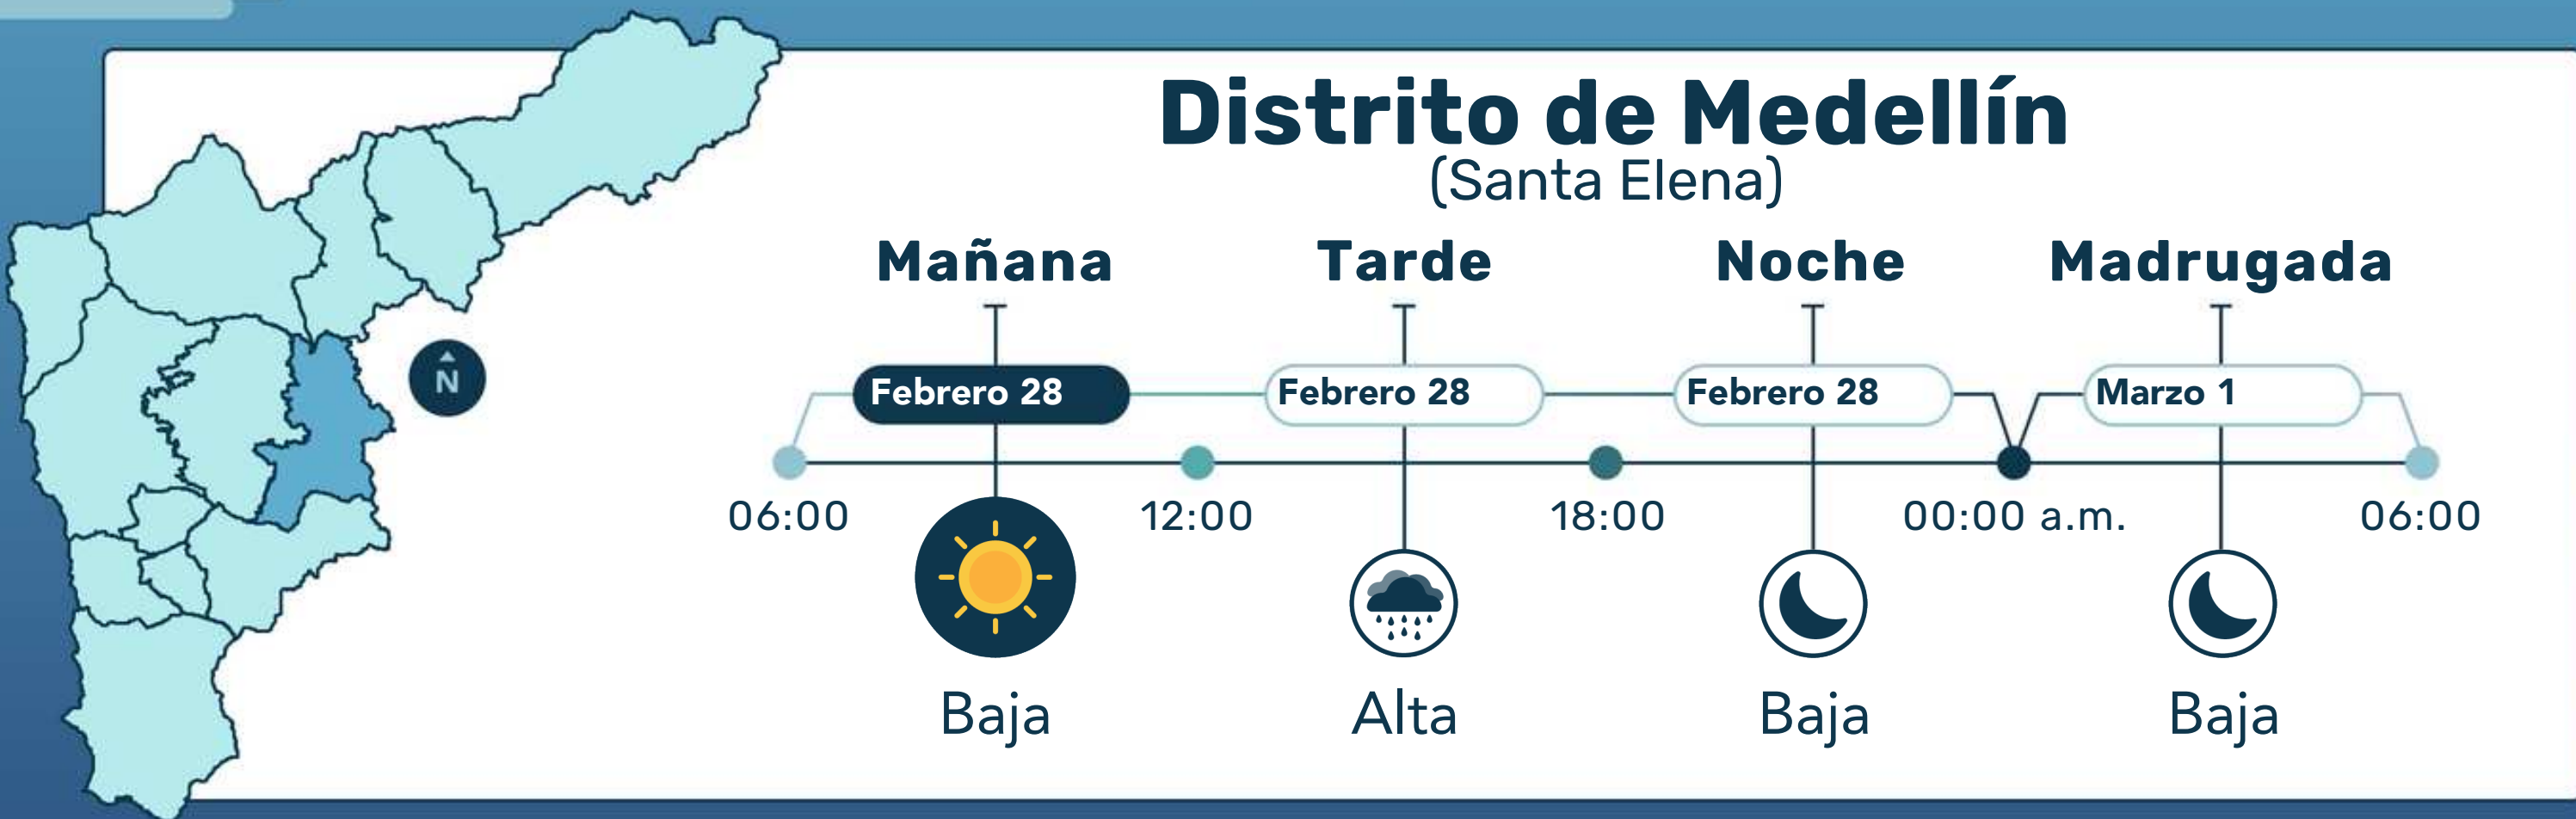 Distrito de Medellín
(Santa Elena)
Mañana Tarde Noche Madrugada
Febrero 28 Febrero 28 Febrero 28 Marzo 1
N
06:00 12:00 18:00 00:00 a.m. 06:00
Baja Alta Baja Baja